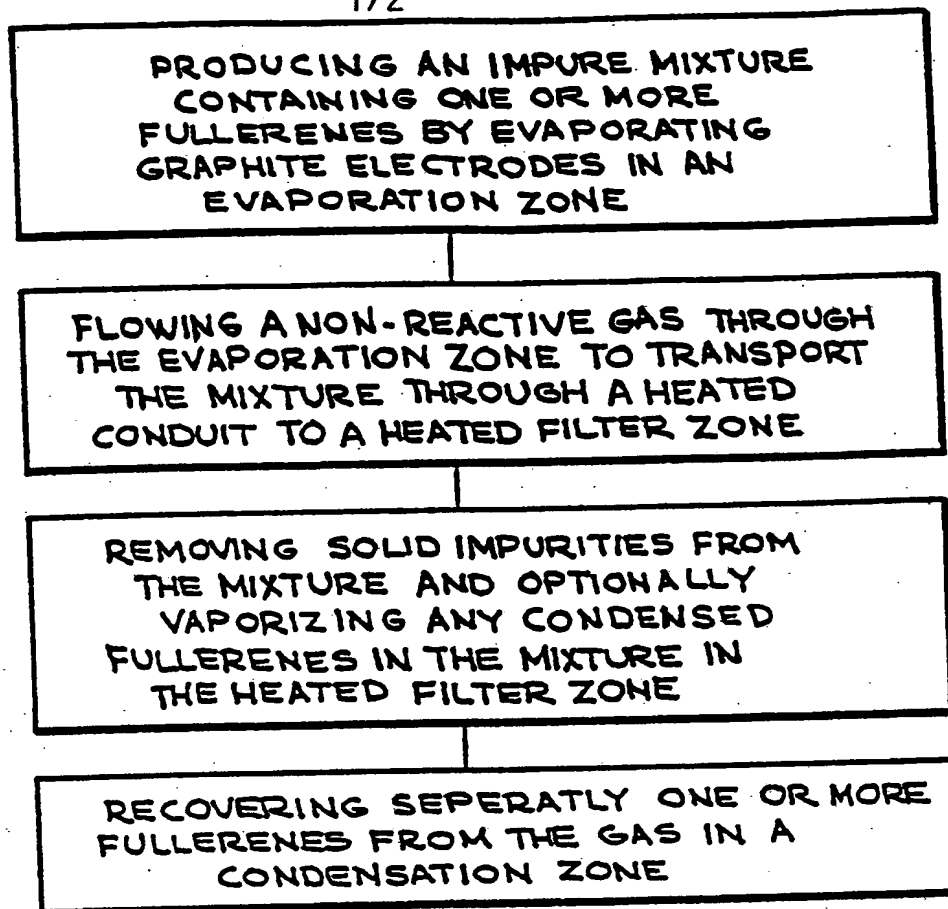 1/2
PRODUCING AN IMPURE MIXTURE
CONTAINING ONE OR MORE
FULLERENES BY EVAPORATING
GRAPHITE ELECTRODES IN AN
EVAPORATION ZONE
FLOWING A NON-REACTIVE GAS THROUGH
THE EVAPORATION ZONE TO TRANSPORT
THE MIXTURE THROUGH A HEATED
CONDUIT TO A HEATED FILTER ZONE
REMOVING SOLID IMPURITIES FROM
THE MIXTURE AND OPTIONALLY
VAPORIZING ANY CONDENSED
FULLERENES IN THE MIXTURE IN
THE HEATED FILTER ZONE
RECOVERING SEPERATLY ONE OR MORE
FULLERENES FROM THE GAS IN A
CONDENSATION ZONE